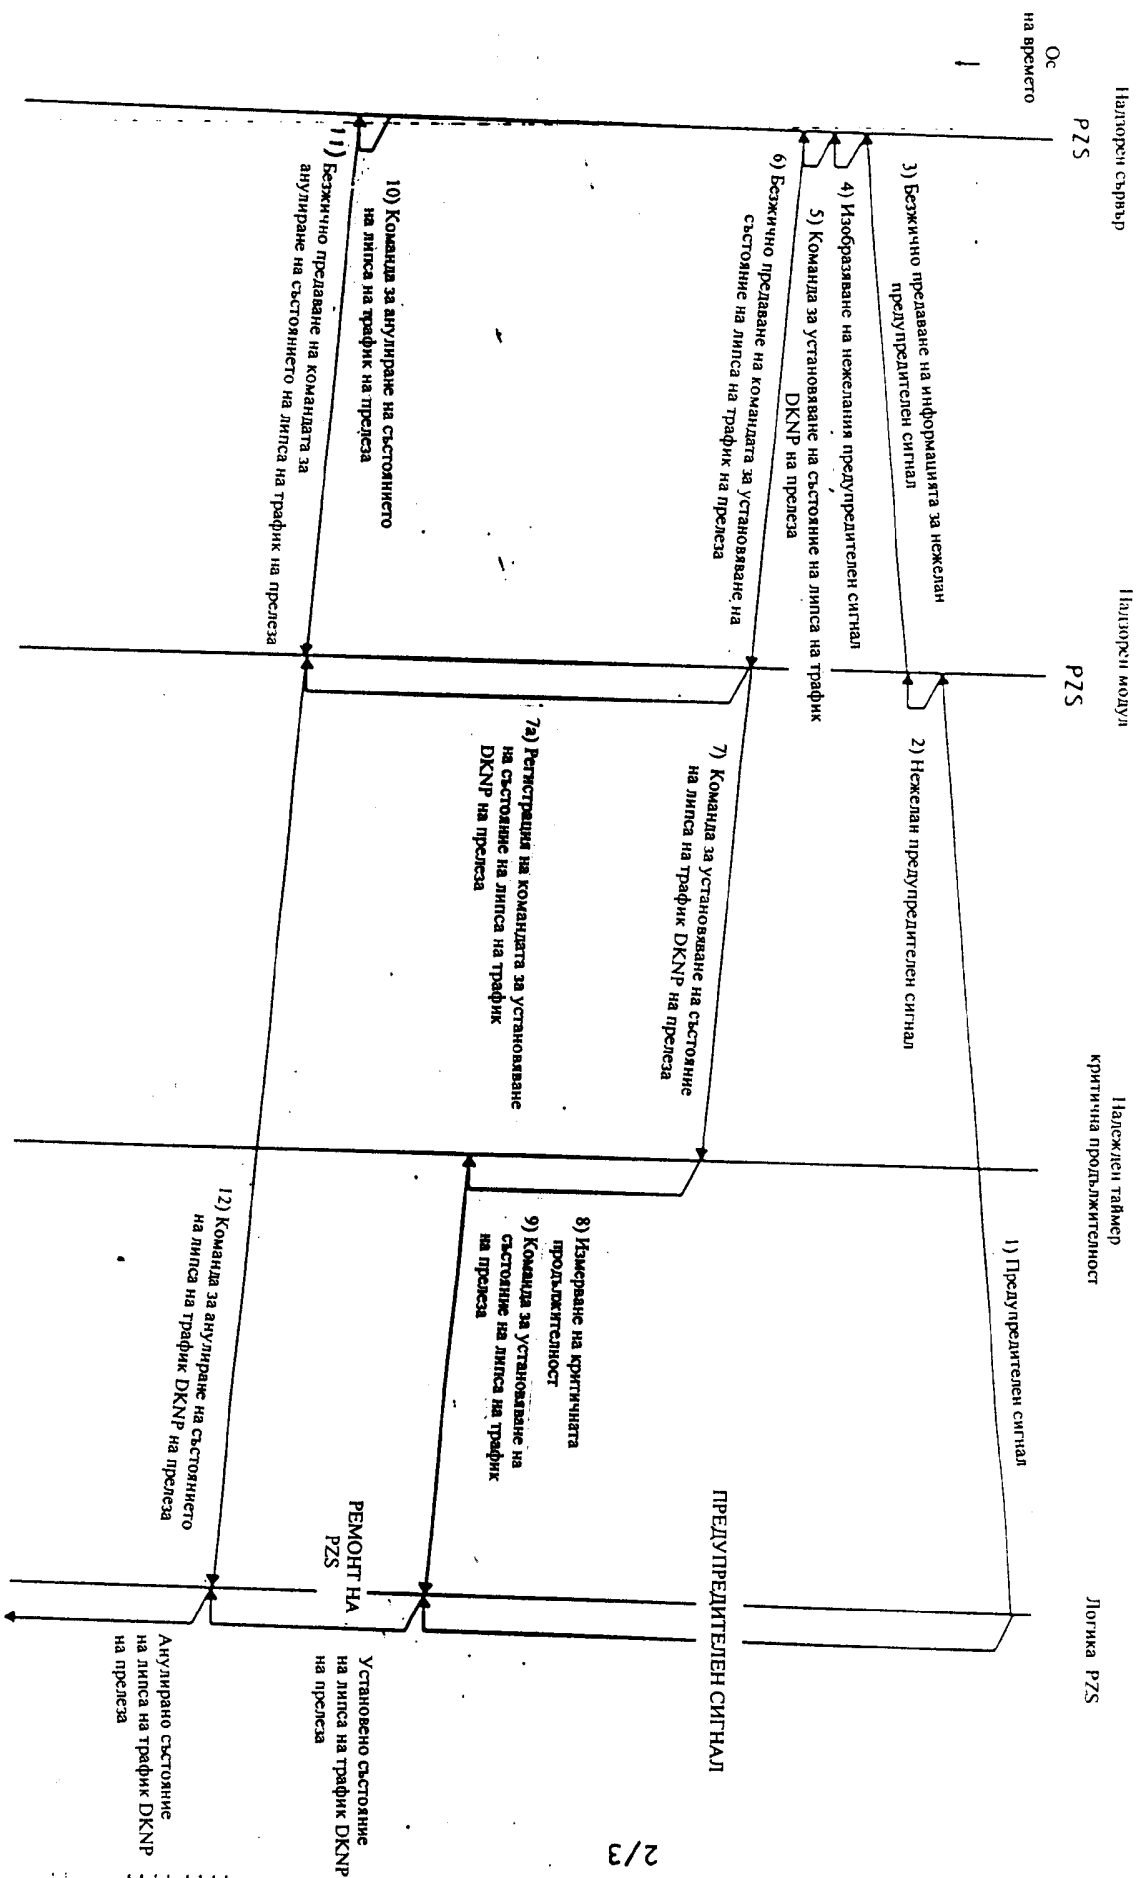 Надзорен сървър
PZS
Надзорен модул
PZS
Надежден таймер
критична продължителност
Логика PZS
Ос
на времето
1) Предупредителен сигнал
2) Нежелан предупредителен сигнал
3) Безжично предаване на информацията за нежелан
предупредителен сигнал
4) Изобразяване на нежелания предупредителен сигнал
5) Команда за установяване на състояние на липса на трафик
DKNP на прелеза
6) Безжично предаване на командата за установяване на
състояние на липса на трафик на прелеза
7) Команда за установяване на състояние
на липса на трафик DKNP на прелеза
ПРЕДУПРЕДИТЕЛЕН СИГНАЛ
7a) Регистрация на командата за установяване
на състояние на липса на трафик
DKNP на прелеза
8) Измерване на критичната
продължителност
9) Команда за установяване на
състояние на липса на трафик
на прелеза
10) Команда за анулиране на състоянието
на липса на трафик на прелеза
11) Безжично предаване на командата за
анулиране на състоянието на липса на трафик на прелеза
РЕМОНТ НА
PZS
Установено състояние
на липса на трафик DKNP
на прелеза
12) Команда за анулиране на състоянието
на липса на трафик DKNP на прелеза
Анулирано състояние
на липса на трафик DKNP
на прелеза
2/3